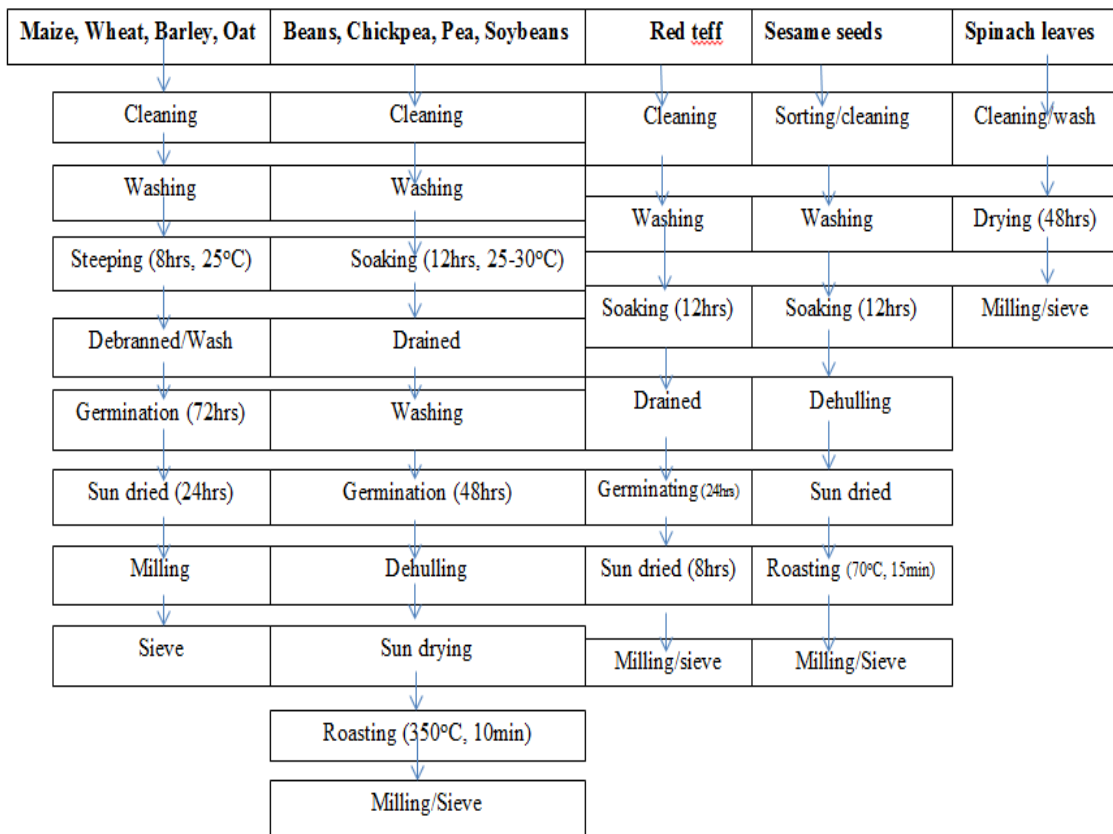 Maize, Wheat, Barley, Oat
Beans, Chickpea, Pea, Soybeans
Red teff
Sesame seeds
Spinach leaves
Cleaning
Cleaning
Cleaning
Sorting/cleaning
Cleaning/wash
Washing
Washing
Washing
Washing
Drying (48hrs)
Steeping (8hrs, 25°C)
Soaking (12hrs, 25-30°C)
Soaking (12hrs)
Soaking (12hrs)
Milling/sieve
Debranned/Wash
Drained
Drained
Dehulling
Germination (72hrs)
Washing
Sun dried (24hrs)
Germination (48hrs)
Germinating (24hrs)
Sun dried
Milling
Dehulling
Sun dried (8hrs)
Roasting (70°C, 15min)
Sieve
Sun drying
Milling/sieve
Milling/Sieve
Roasting (350°C, 10min)
Milling/Sieve